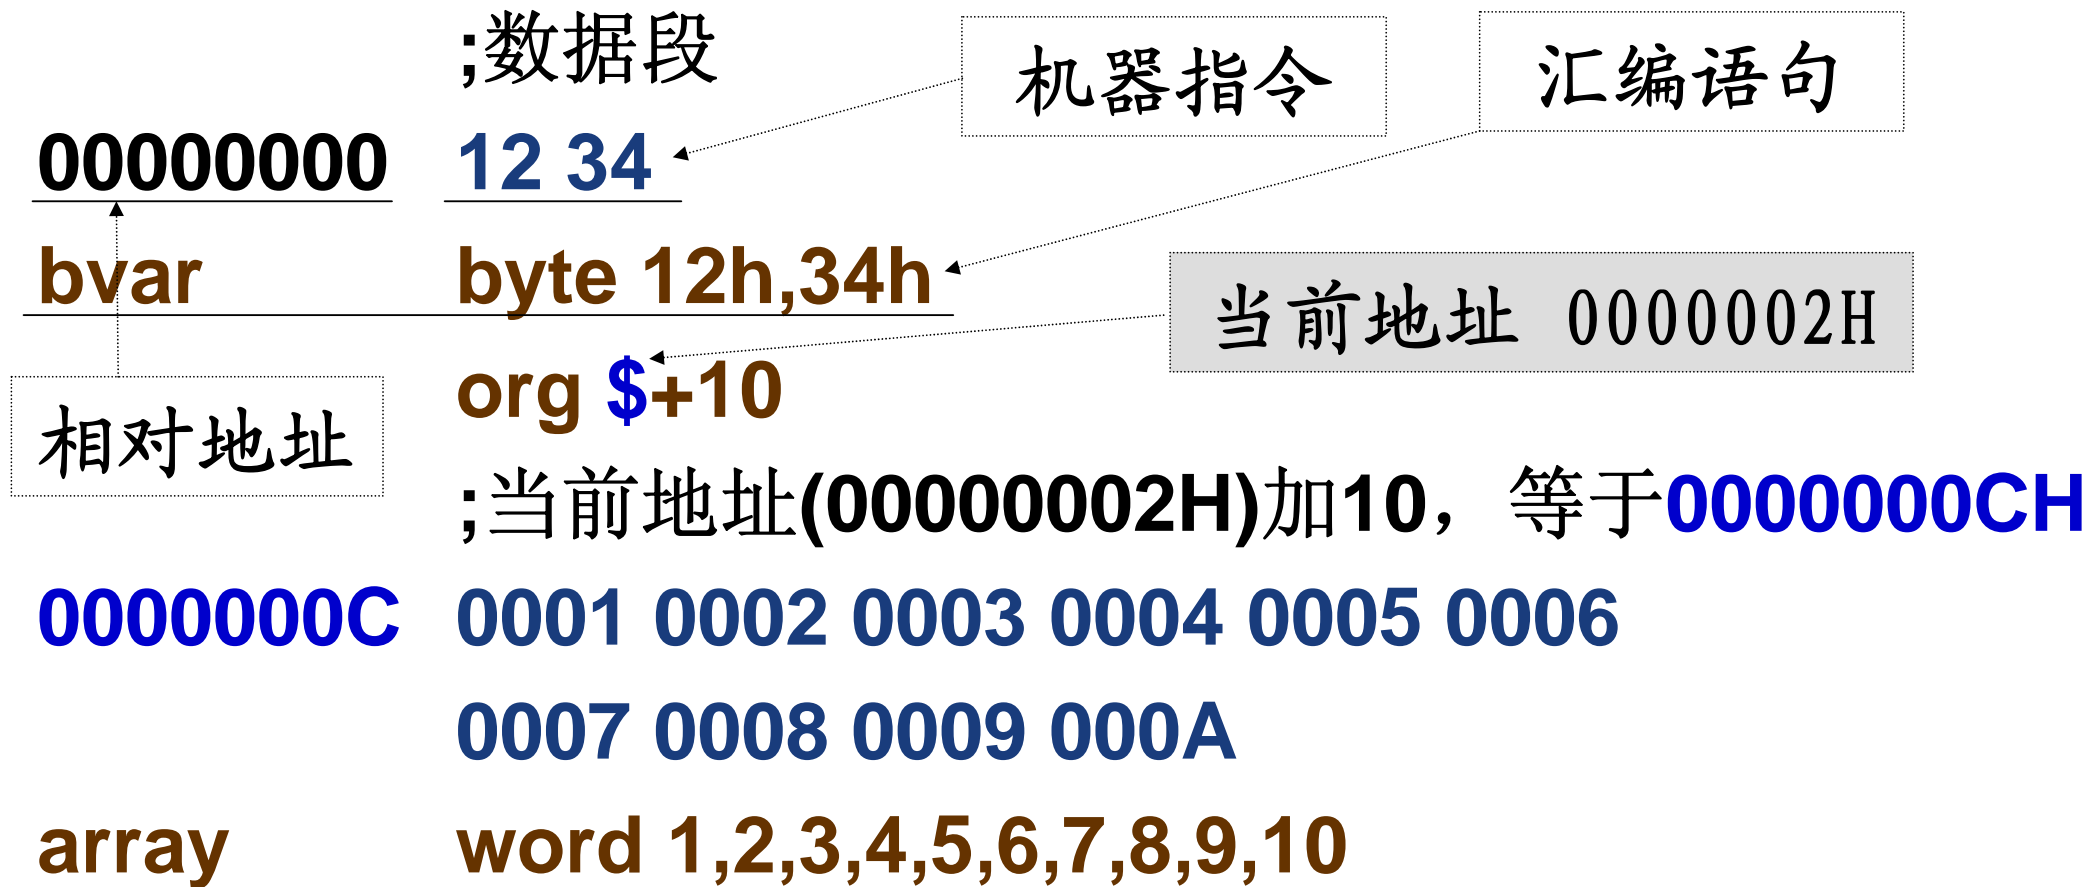 ;数据段
机器指令
汇编语句
00000000 12 34
bvar byte 12h,34h
当前地址 0000002H
org $+10
相对地址
;当前地址(00000002H)加10，等于0000000CH
0000000C 0001 0002 0003 0004 0005 0006
0007 0008 0009 000A
array word 1,2,3,4,5,6,7,8,9,10